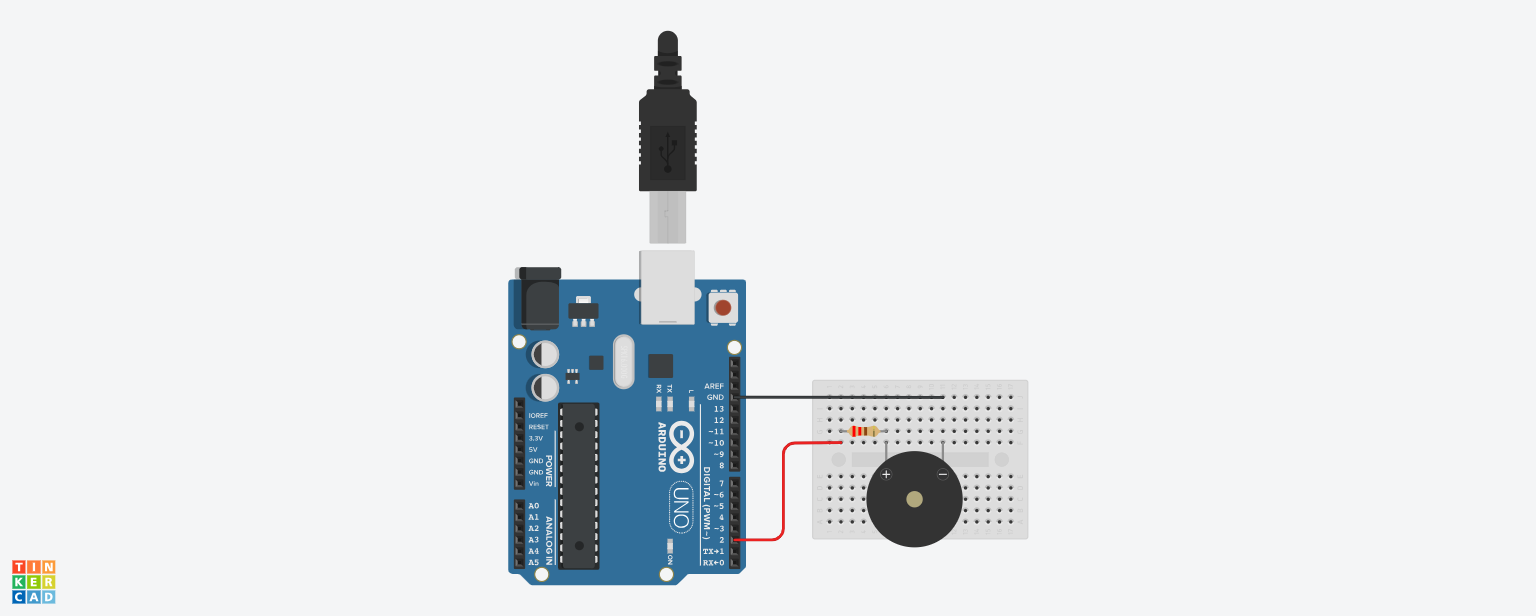 AREF
GND
13
12
~11
~10
~9
8
7
~6
~5
4
~3
2
TX→1
RX←0
DIGITAL (PWM~)
L
TX
RX
ARDUINO
UNO
ON
IOREF
RESET
3.3V
5V
GND
GND
Vin
POWER
A0
A1
A2
A3
A4
A5
ANALOG IN
+
−
TIN
KER
CAD